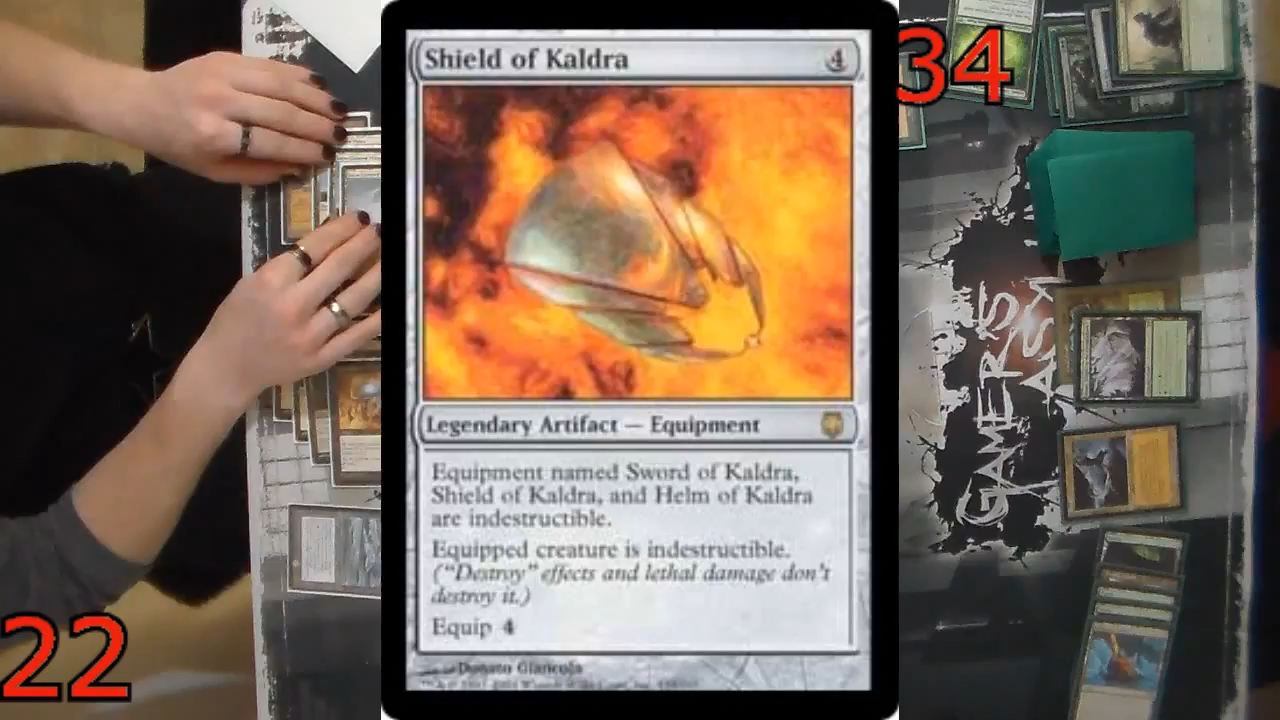 34
Shield of Kaldra 4
Legendary Artifact — Equipment
Equipment named Sword of Kaldra,
Shield of Kaldra, and Helm of Kaldra
are indestructible.
Equipped creature is indestructible.
("Destroy" effects and lethal damage don't
destroy it.)
Equip 4
Donato Giancola
GAMERS
22